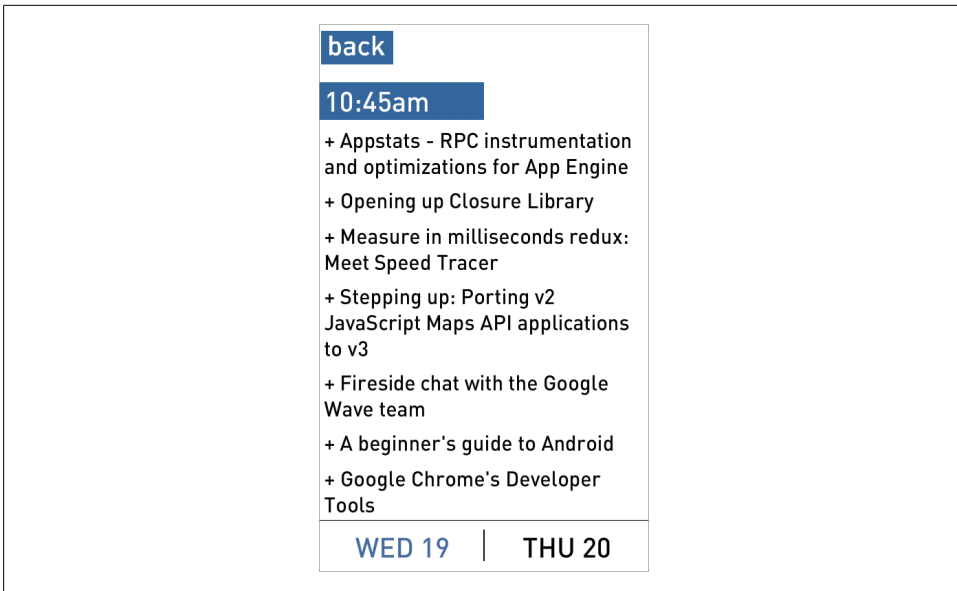 back
10:45am
+ Appstats - RPC instrumentation
and optimizations for App Engine
+ Opening up Closure Library
+ Measure in milliseconds redux:
Meet Speed Tracer
+ Stepping up: Porting v2
JavaScript Maps API applications
to v3
+ Fireside chat with the Google
Wave team
+ A beginner's guide to Android
+ Google Chrome's Developer
Tools
WED 19 | THU 20